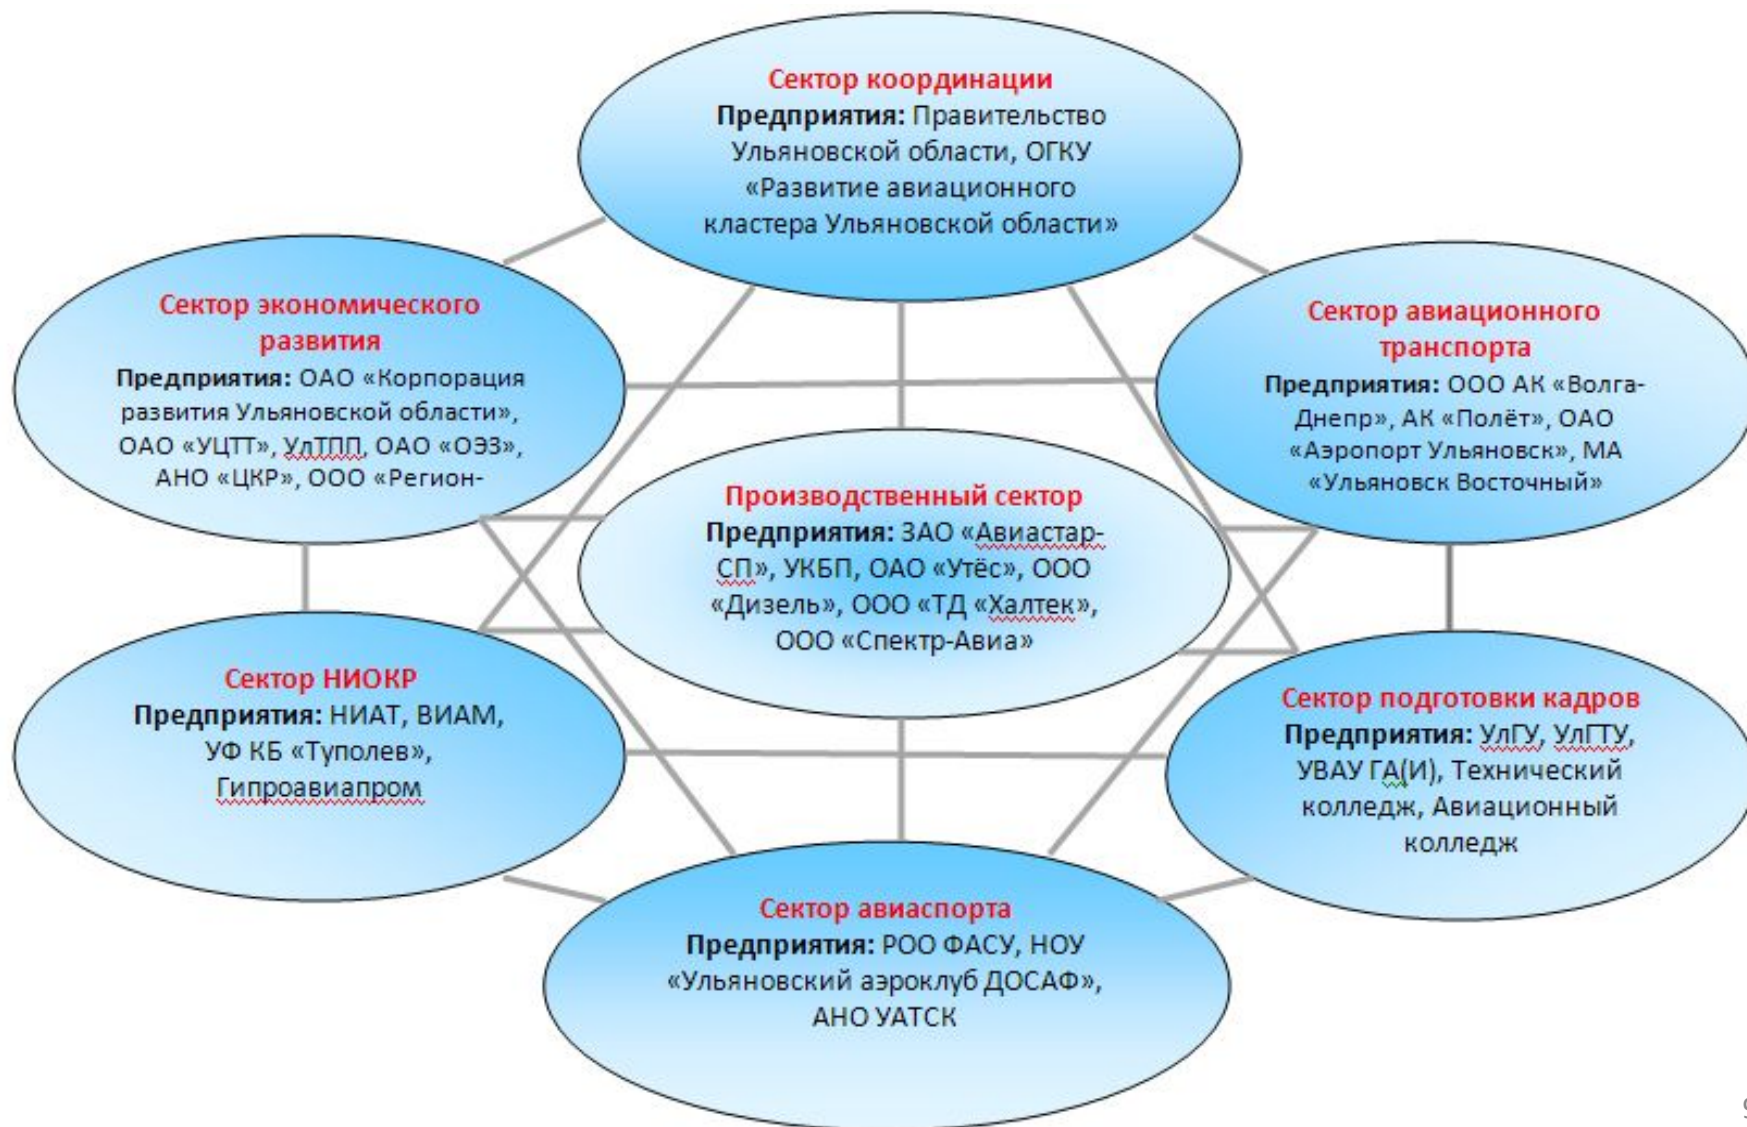 Сектор координации
Предприятия: Правительство
Ульяновской области, ОГКУ
«Развитие авиационного
кластера Ульяновской области»
Сектор экономического
развития
Предприятия: ОАО «Корпорация
развития Ульяновской области»,
ОАО «УЦТТ», УлТПП, ОАО «ОЭЗ»,
АНО «ЦКР», ООО «Регион-
Сектор авиационного
транспорта
Предприятия: ООО АК «Волга-
Днепр», АК «Полёт», ОАО
«Аэропорт Ульяновск», МА
«Ульяновск Восточный»
Производственный сектор
Предприятия: ЗАО «Авиастар-
СП», УКБП, ОАО «Утёс», ООО
«Дизель», ООО «ТД «Халтек»,
ООО «Спектр-Авиа»
Сектор НИОКР
Предприятия: НИАТ, ВИАМ,
УФ КБ «Туполев»,
Гипроавиапром
Сектор подготовки кадров
Предприятия: УлГУ, УлГТУ,
УВАУ ГА(И), Технический
колледж, Авиационный
колледж
Сектор авиаспорта
Предприятия: РОО ФАСУ, НОУ
«Ульяновский аэроклуб ДОСАФ»,
АНО УАТСК
9